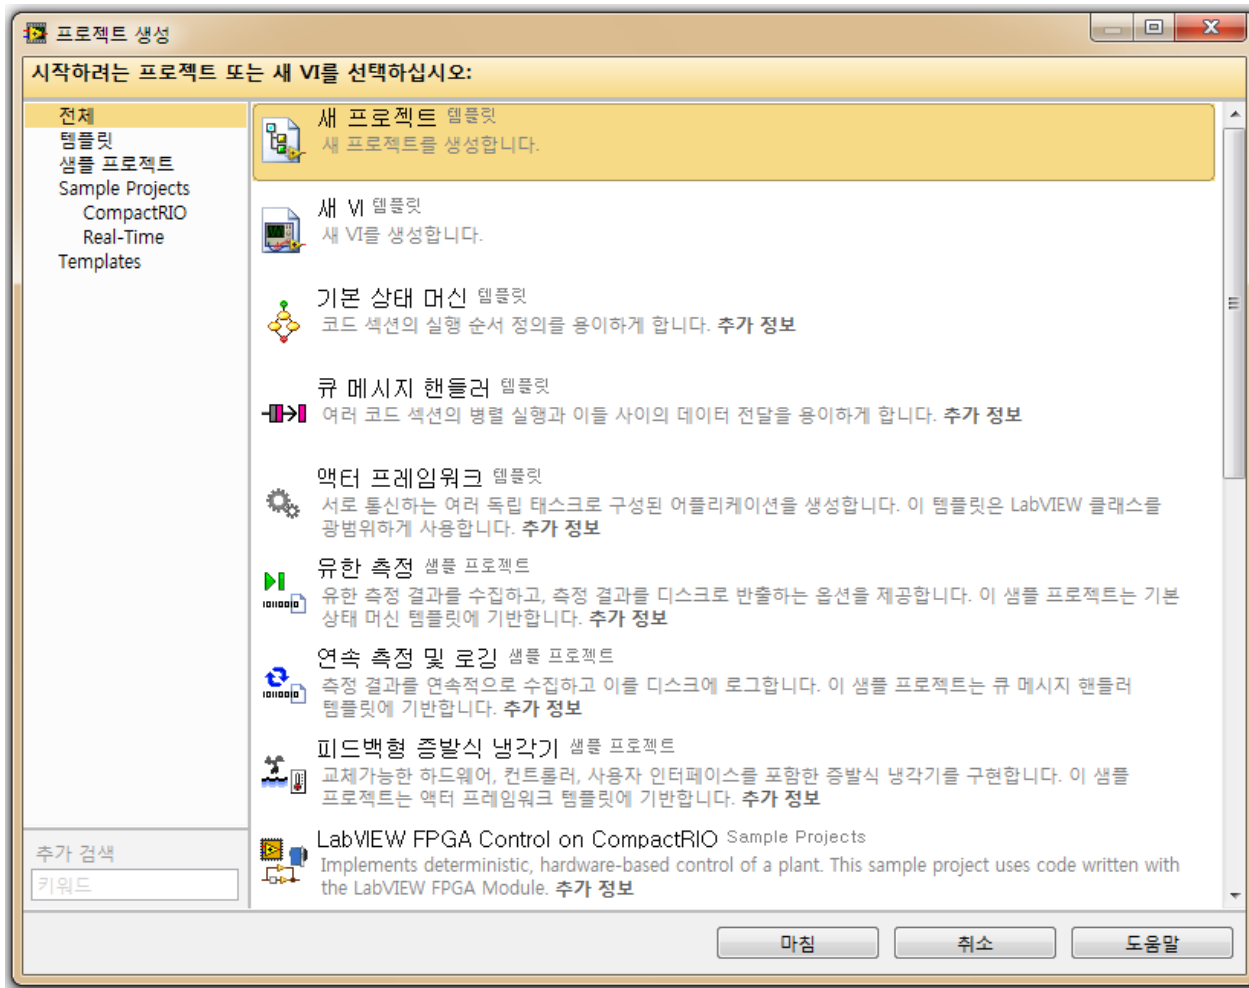 프로젝트 생성
시작하려는 프로젝트 또는 새 VI를 선택하십시오:
전체
템플릿
샘플 프로젝트
Sample Projects
CompactRIO
Real-Time
Templates
추가 검색
키워드
새 프로젝트 템플릿
새 프로젝트를 생성합니다.
새 VI 템플릿
새 VI를 생성합니다.
기본 상태 머신 템플릿
코드 섹션의 실행 순서 정의를 용이하게 합니다. 추가 정보
큐 메시지 핸들러 템플릿
여러 코드 섹션의 병렬 실행과 이들 사이의 데이터 전달을 용이하게 합니다. 추가 정보
액터 프레임워크 템플릿
서로 통신하는 여러 독립 태스크로 구성된 어플리케이션을 생성합니다. 이 템플릿은 LabVIEW 클래스를
광범위하게 사용합니다. 추가 정보
유한 측정 샘플 프로젝트
유한 측정 결과를 수집하고, 측정 결과를 디스크로 반출하는 옵션을 제공합니다. 이 샘플 프로젝트는 기본
상태 머신 템플릿에 기반합니다. 추가 정보
연속 측정 및 로깅 샘플 프로젝트
측정 결과를 연속적으로 수집하고 이를 디스크에 로그합니다. 이 샘플 프로젝트는 큐 메시지 핸들러
템플릿에 기반합니다. 추가 정보
피드백형 증발식 냉각기 샘플 프로젝트
교체가능한 하드웨어, 컨트롤러, 사용자 인터페이스를 포함한 증발식 냉각기를 구현합니다. 이 샘플
프로젝트는 액터 프레임워크 템플릿에 기반합니다. 추가 정보
LabVIEW FPGA Control on CompactRIO Sample Projects
Implements deterministic, hardware-based control of a plant. This sample project uses code written with
the LabVIEW FPGA Module. 추가 정보
마침
취소
도움말